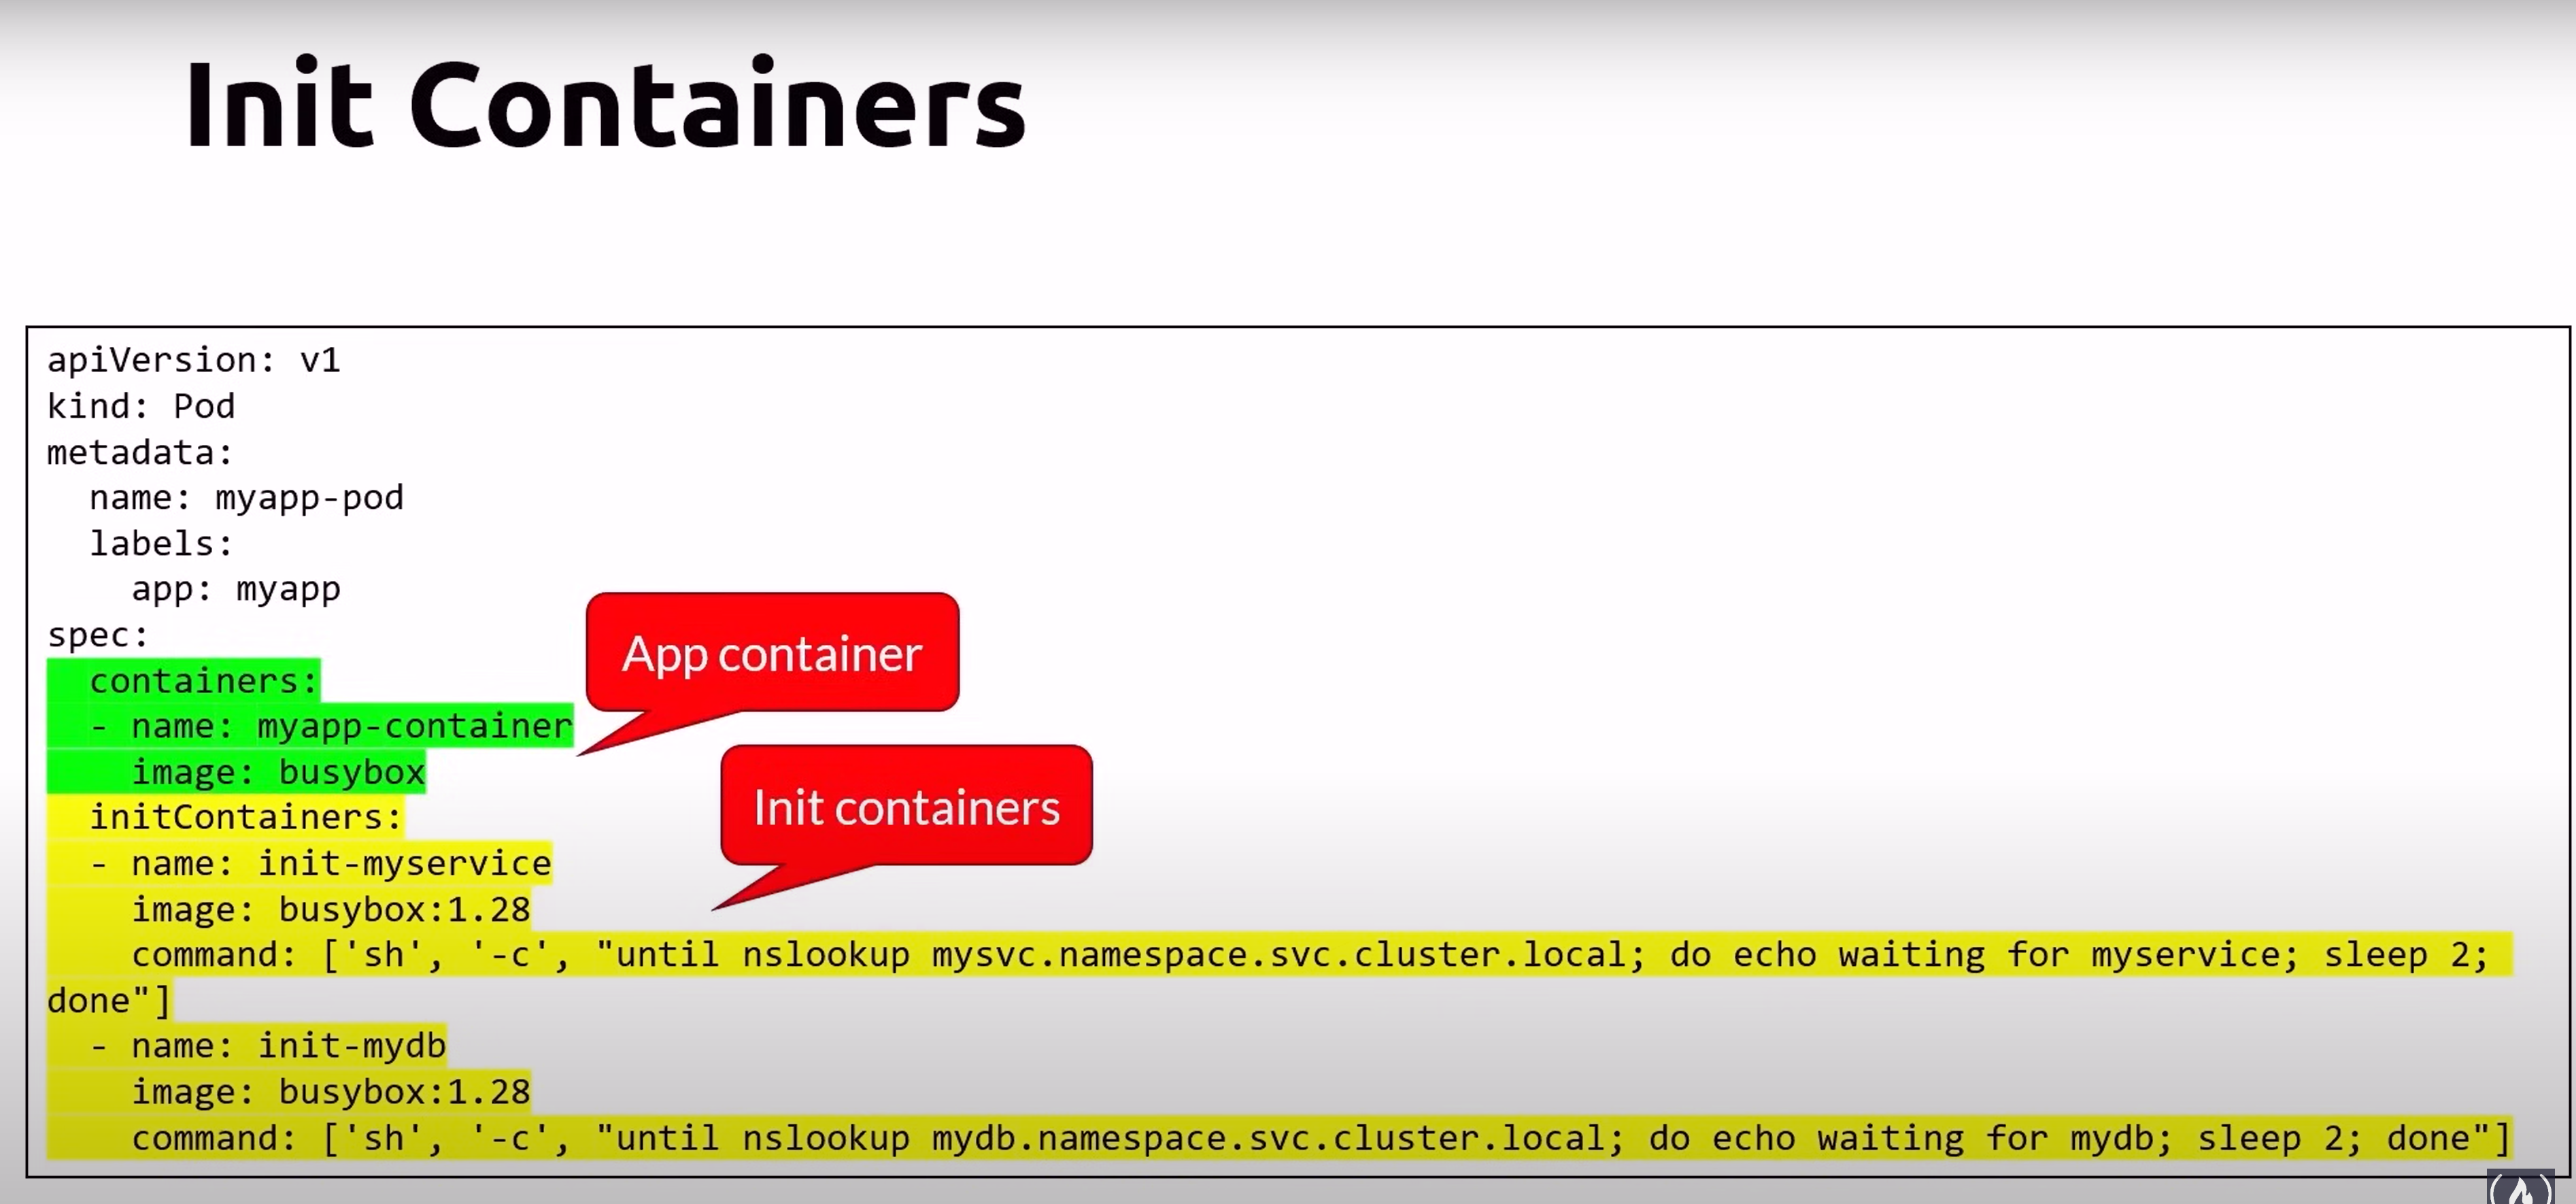 Init Containers
apiVersion: v1
kind: Pod
metadata:
  name: myapp-pod
  labels:
    app: myapp
spec:
  containers:
  - name: myapp-container
    image: busybox
  initContainers:
  - name: init-myservice
    image: busybox:1.28
    command: ['sh', '-c', "until nslookup mysvc.namespace.svc.cluster.local; do echo waiting for myservice; sleep 2;
done"]
  - name: init-mydb
    image: busybox:1.28
    command: ['sh', '-c', "until nslookup mydb.namespace.svc.cluster.local; do echo waiting for mydb; sleep 2; done"]
App container
Init containers